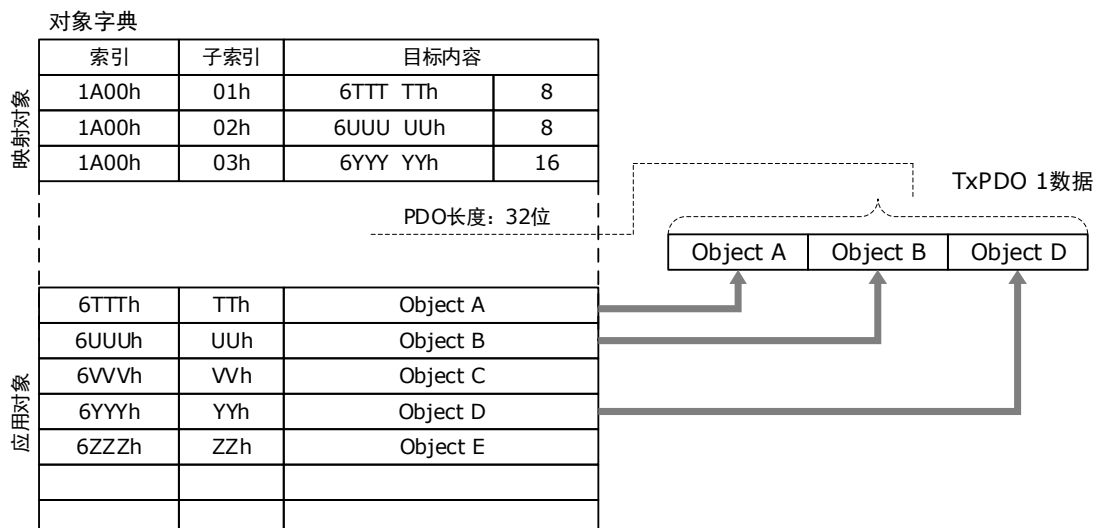 对象字典
索引 子索引 目标内容
映射对象
1A00h 01h 6TTT TTh 8
1A00h 02h 6UUU UUh 8
1A00h 03h 6YYY YYh 16
PDO长度：32位
TxPDO 1数据
Object A Object B Object D
应用对象
6TTTh TTh Object A
6UUUh UUh Object B
6VVVh VVh Object C
6YYYh YYh Object D
6ZZZh ZZh Object E